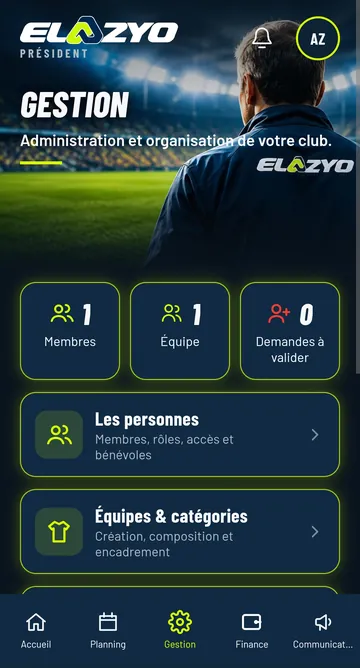 ELAZYO
PRÉSIDENT
AZ
GESTION
Administration et organisation de votre club.
ELAZYO
1
Membres
1
Équipe
0
Demandes à
valider
Les personnes
Membres, rôles, accès et
bénévoles
Équipes & catégories
Création, composition et
encadrement
Accueil
Planning
Gestion
Finance
Communicat...